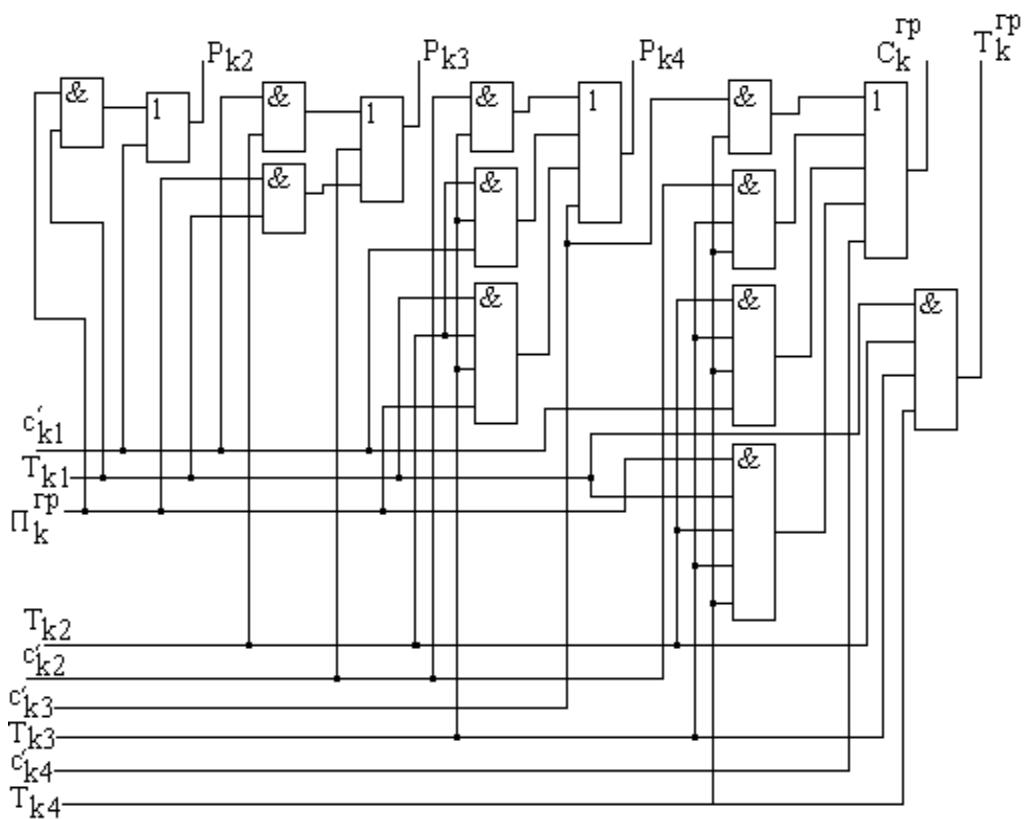 P k2
P k3
P k4
C k гр
T k гр
& 1 & 1 & 1 & 1
& & &
& & &
&
c' k1
T k1
П k гр
T k2
c' k2
c' k3
T k3
c' k4
T k4